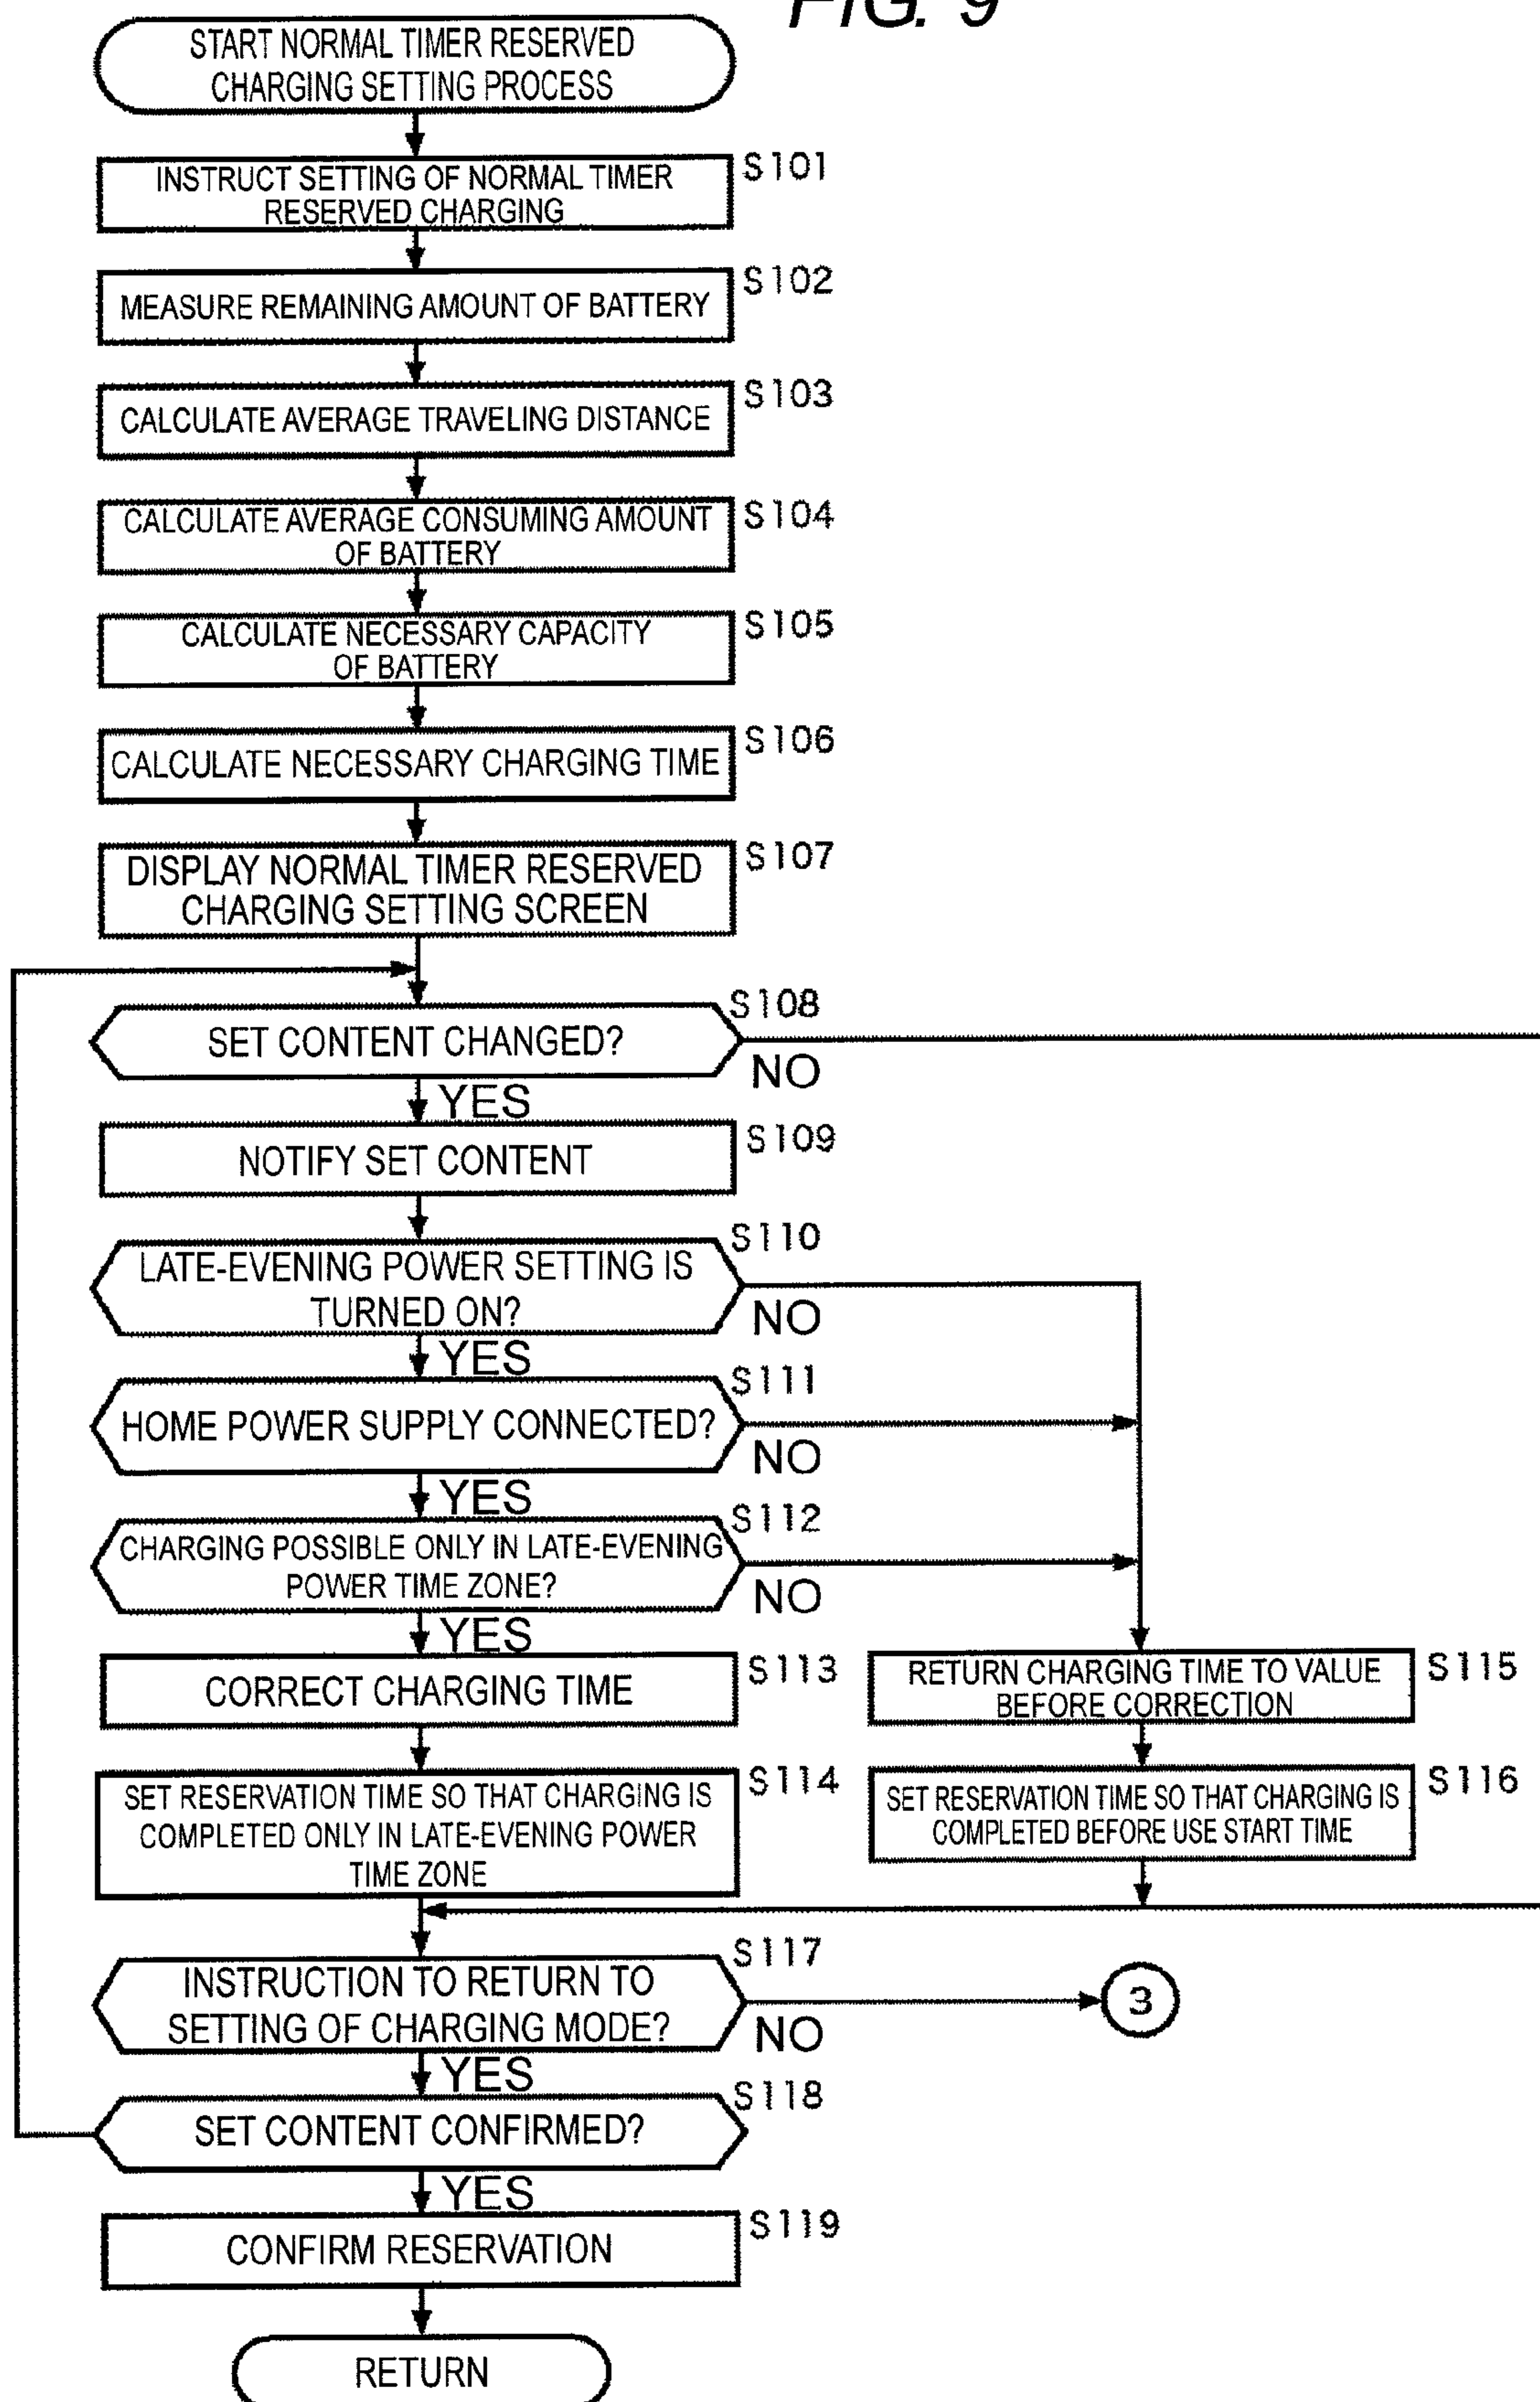 FIG. 9
START NORMAL TIMER RESERVED
CHARGING SETTING PROCESS
S101
INSTRUCT SETTING OF NORMAL TIMER
RESERVED CHARGING
S102
MEASURE REMAINING AMOUNT OF BATTERY
S103
CALCULATE AVERAGE TRAVELING DISTANCE
S104
CALCULATE AVERAGE CONSUMING AMOUNT
OF BATTERY
S105
CALCULATE NECESSARY CAPACITY
OF BATTERY
S106
CALCULATE NECESSARY CHARGING TIME
S107
DISPLAY NORMAL TIMER RESERVED
CHARGING SETTING SCREEN
S108
SET CONTENT CHANGED?
NO
YES
S109
NOTIFY SET CONTENT
S110
LATE-EVENING POWER SETTING IS
TURNED ON?
NO
YES
S111
HOME POWER SUPPLY CONNECTED?
NO
YES
S112
CHARGING POSSIBLE ONLY IN LATE-EVENING
POWER TIME ZONE?
NO
YES
S113
CORRECT CHARGING TIME
S115
RETURN CHARGING TIME TO VALUE
BEFORE CORRECTION
S114
SET RESERVATION TIME SO THAT CHARGING IS
COMPLETED ONLY IN LATE-EVENING POWER
TIME ZONE
S116
SET RESERVATION TIME SO THAT CHARGING IS
COMPLETED BEFORE USE START TIME
S117
INSTRUCTION TO RETURN TO
SETTING OF CHARGING MODE?
NO
3
YES
S118
SET CONTENT CONFIRMED?
YES
S119
CONFIRM RESERVATION
RETURN